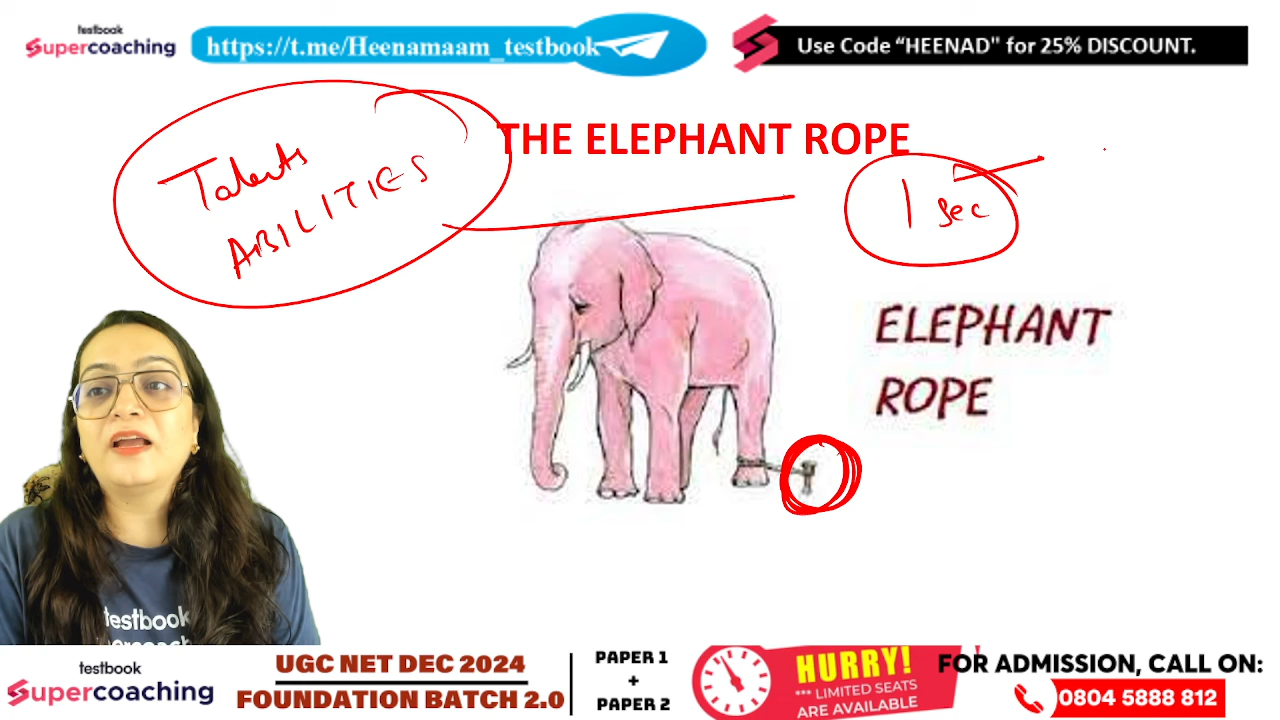 testbook
Supercoaching
https://t.me/Heenamaam_testbook
Use Code “HEENAD" for 25% DISCOUNT.
THE ELEPHANT ROPE
Talents
ABILITIES
1 sec
ELEPHANT
ROPE
testbook
testbook
Supercoaching
UGC NET DEC 2024
FOUNDATION BATCH 2.0
PAPER 1
+
PAPER 2
HURRY!
*** LIMITED SEATS
ARE AVAILABLE
FOR ADMISSION, CALL ON:
0804 5888 812